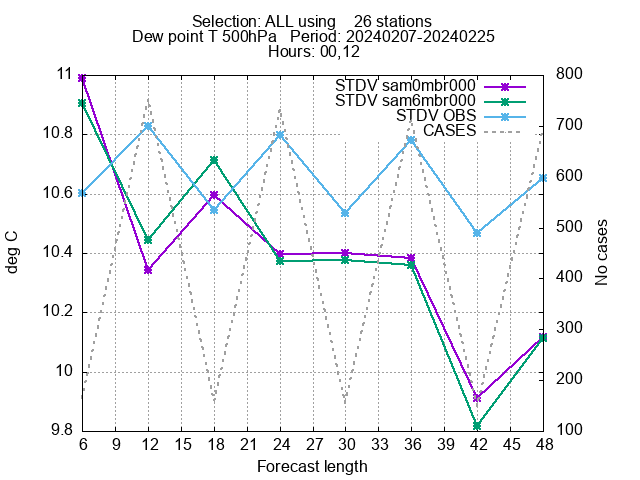 Selection: ALL using 26 stations
Dew point T 500hPa Period: 20240207-20240225
Hours: 00,12
STDV sam0mbr000
STDV sam6mbr000
STDV OBS
CASES
11
10.8
10.6
10.4
10.2
10
9.8
deg C
800
700
600
500
400
300
200
100
No cases
6 9 12 15 18 21 24 27 30 33 36 39 42 45 48
Forecast length